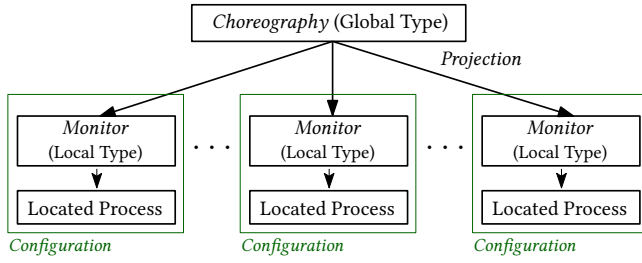 Choreography (Global Type)
Projection
Monitor
(Local Type)
Located Process
Configuration
. . .
Monitor
(Local Type)
Located Process
Configuration
. . .
Monitor
(Local Type)
Located Process
Configuration